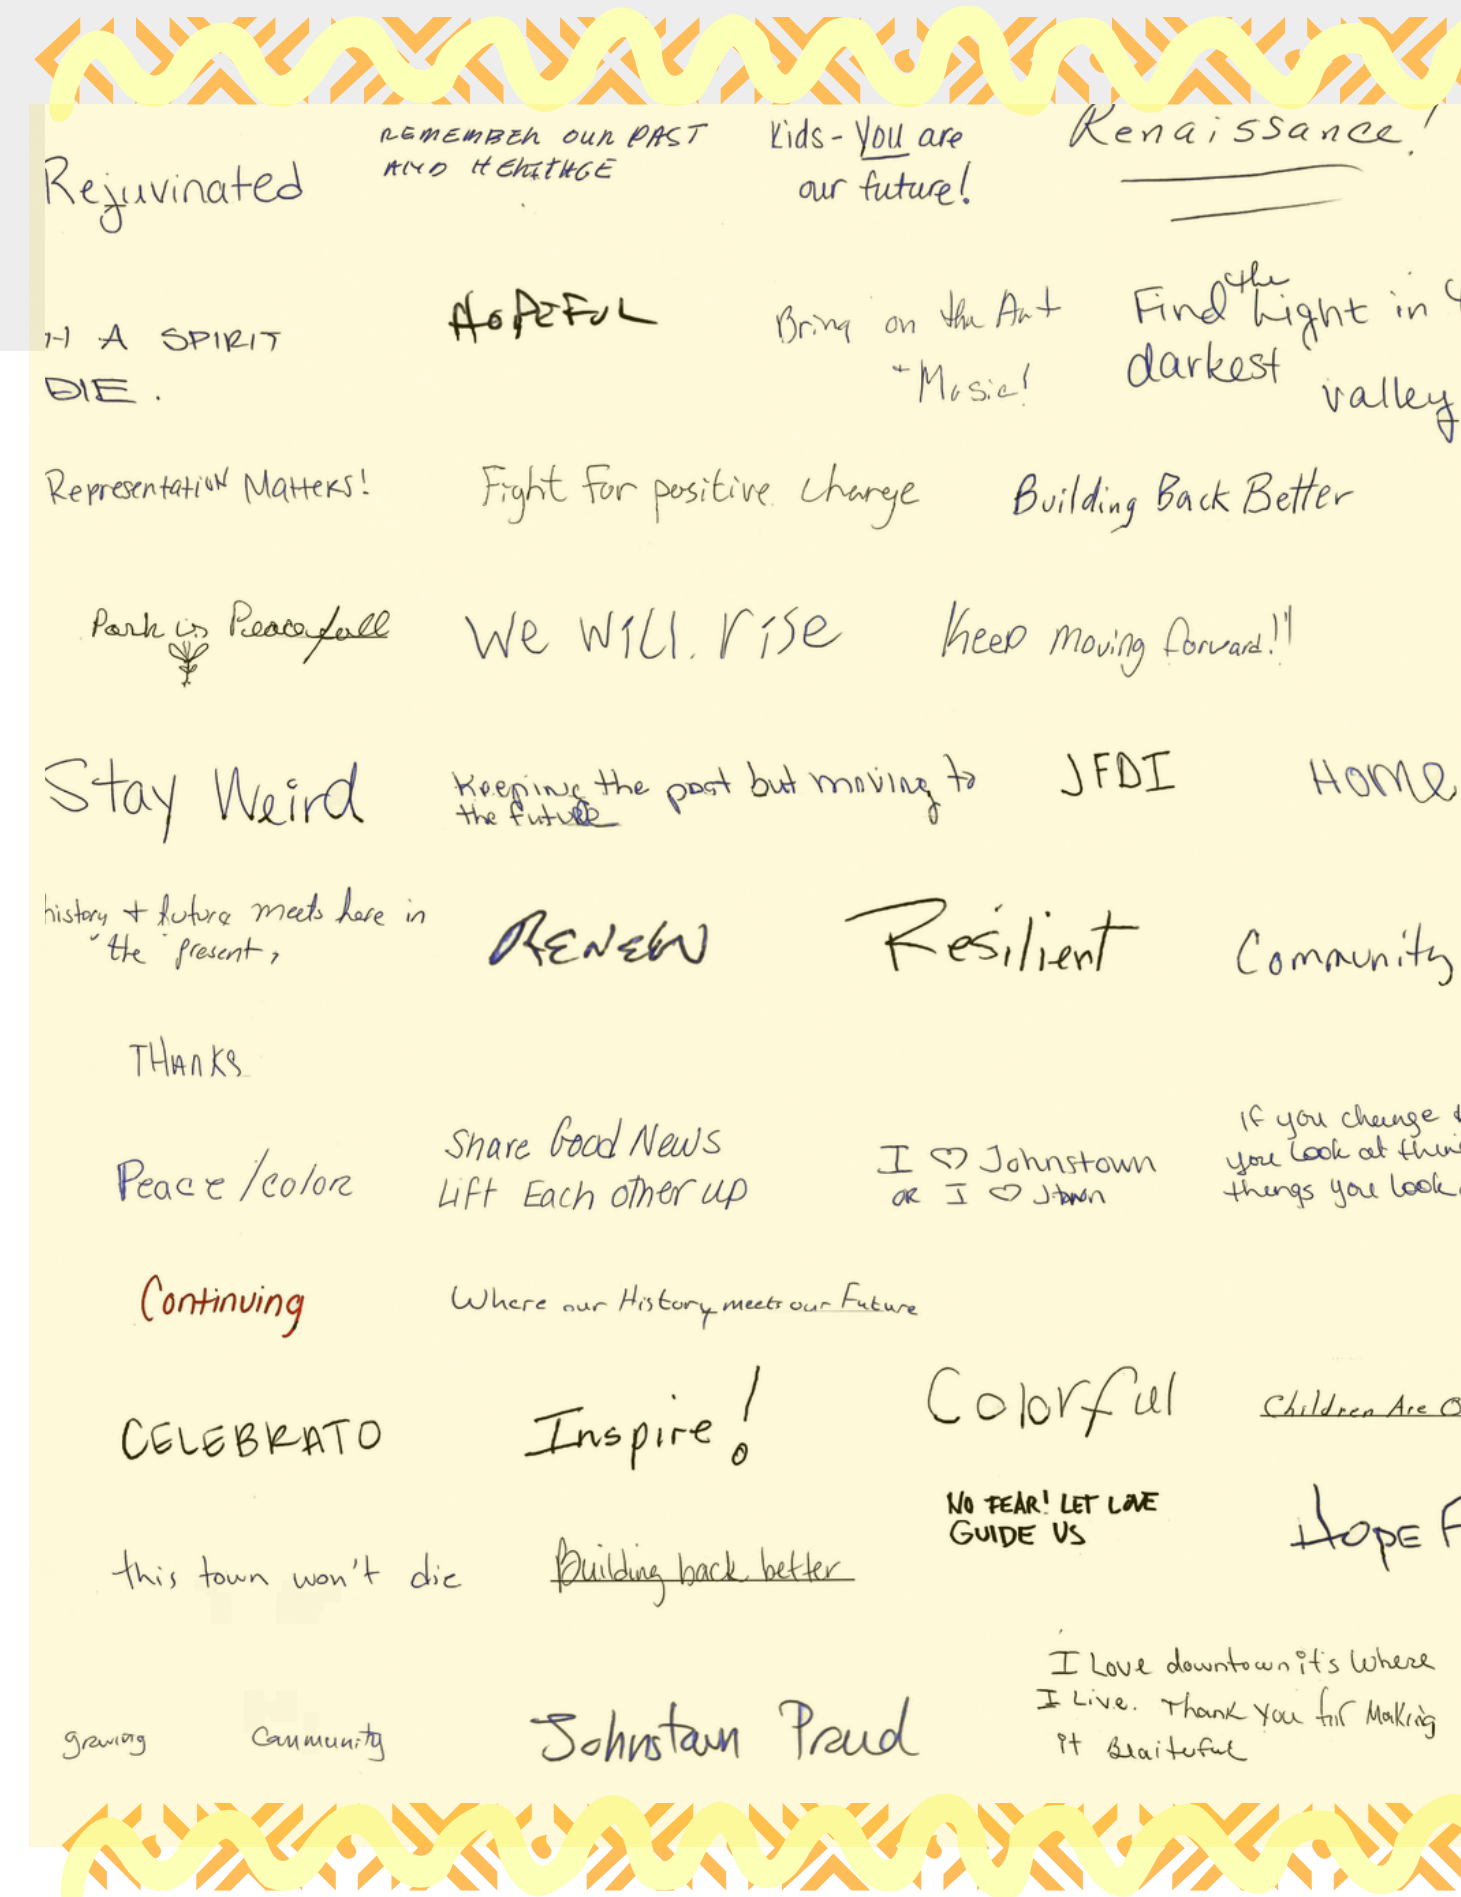 Rejuvinated
REMEMBER OUR PAST
AND HERITAGE
Kids - You are
our future!
Renaissance!
A SPIRIT
DIE.
HOPEFUL
Bring on the Art
+ Music!
Find the Light in
darkest
valley
Representation Matters!
Fight for positive change
Building Back Better
Park is Peacefull
We will rise
Keep moving forward!!
Stay Weird
Keeping the past but moving to
the future
JFDI
Home
history + future meets here in
the present,
RENEW
Resilient
Community
THANKS
Peace/color
Share Good News
Lift Each other up
I ♡ Johnstown
OR I ♡ Jtown
If you change
you look at
things you look
Continuing
Where our History meets our Future
CELEBRATO
Inspire!
Colorful
Children Are
NO FEAR! LET LOVE
GUIDE US
HOPE
this town won't die
Building back better
growing
Community
Johnstown Proud
I Love downtown it's where
I Live. Thank you for Making
it Beaituful